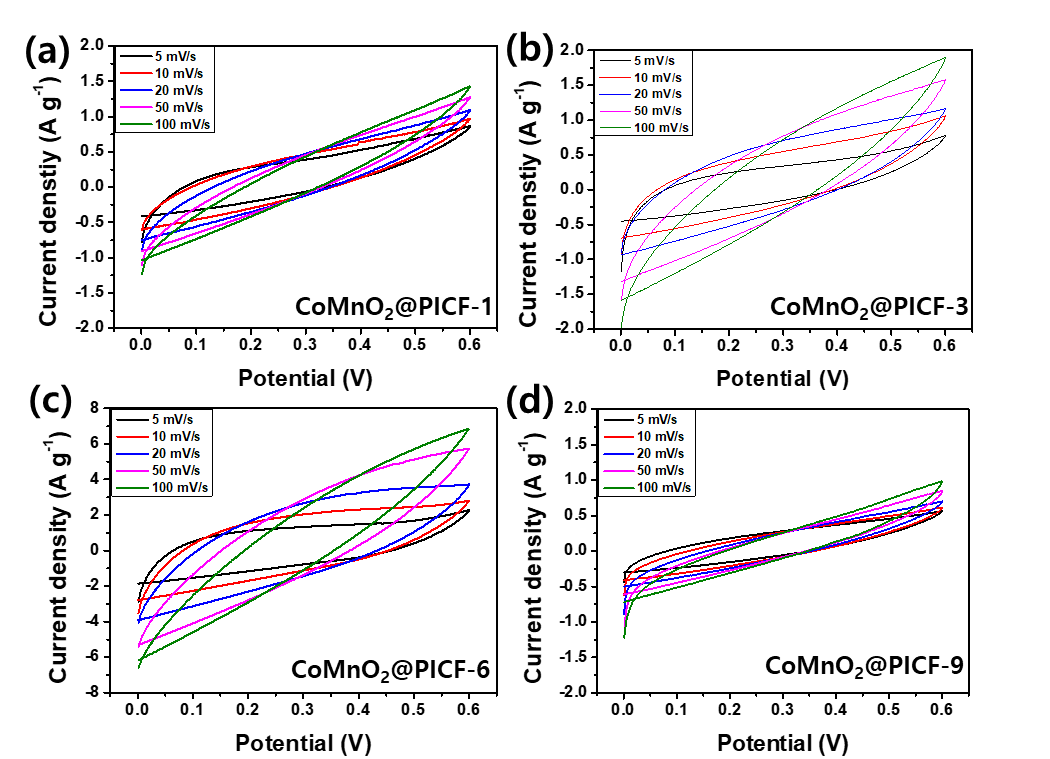 (a)
2.0
1.5
1.0
0.5
0.0
-0.5
-1.0
-1.5
-2.0
Current denstiy (A g-1)
5 mV/s
10 mV/s
20 mV/s
50 mV/s
100 mV/s
CoMnO2@PICF-1
0.0 0.1 0.2 0.3 0.4 0.5 0.6
Potential (V)
(b)
2.0
1.5
1.0
0.5
0.0
-0.5
-1.0
-1.5
-2.0
Current denstiy (A g-1)
5 mV/s
10 mV/s
20 mV/s
50 mV/s
100 mV/s
CoMnO2@PICF-3
0.0 0.1 0.2 0.3 0.4 0.5 0.6
Potential (V)
(c)
8
6
4
2
0
-2
-4
-6
-8
Current density (A g-1)
5 mV/s
10 mV/s
20 mV/s
50 mV/s
100 mV/s
CoMnO2@PICF-6
0.0 0.1 0.2 0.3 0.4 0.5 0.6
Potential (V)
(d)
2.0
1.5
1.0
0.5
0.0
-0.5
-1.0
-1.5
-2.0
Current density (A g-1)
5 mV/s
10 mV/s
20 mV/s
50 mV/s
100 mV/s
CoMnO2@PICF-9
0.0 0.1 0.2 0.3 0.4 0.5 0.6
Potential (V)